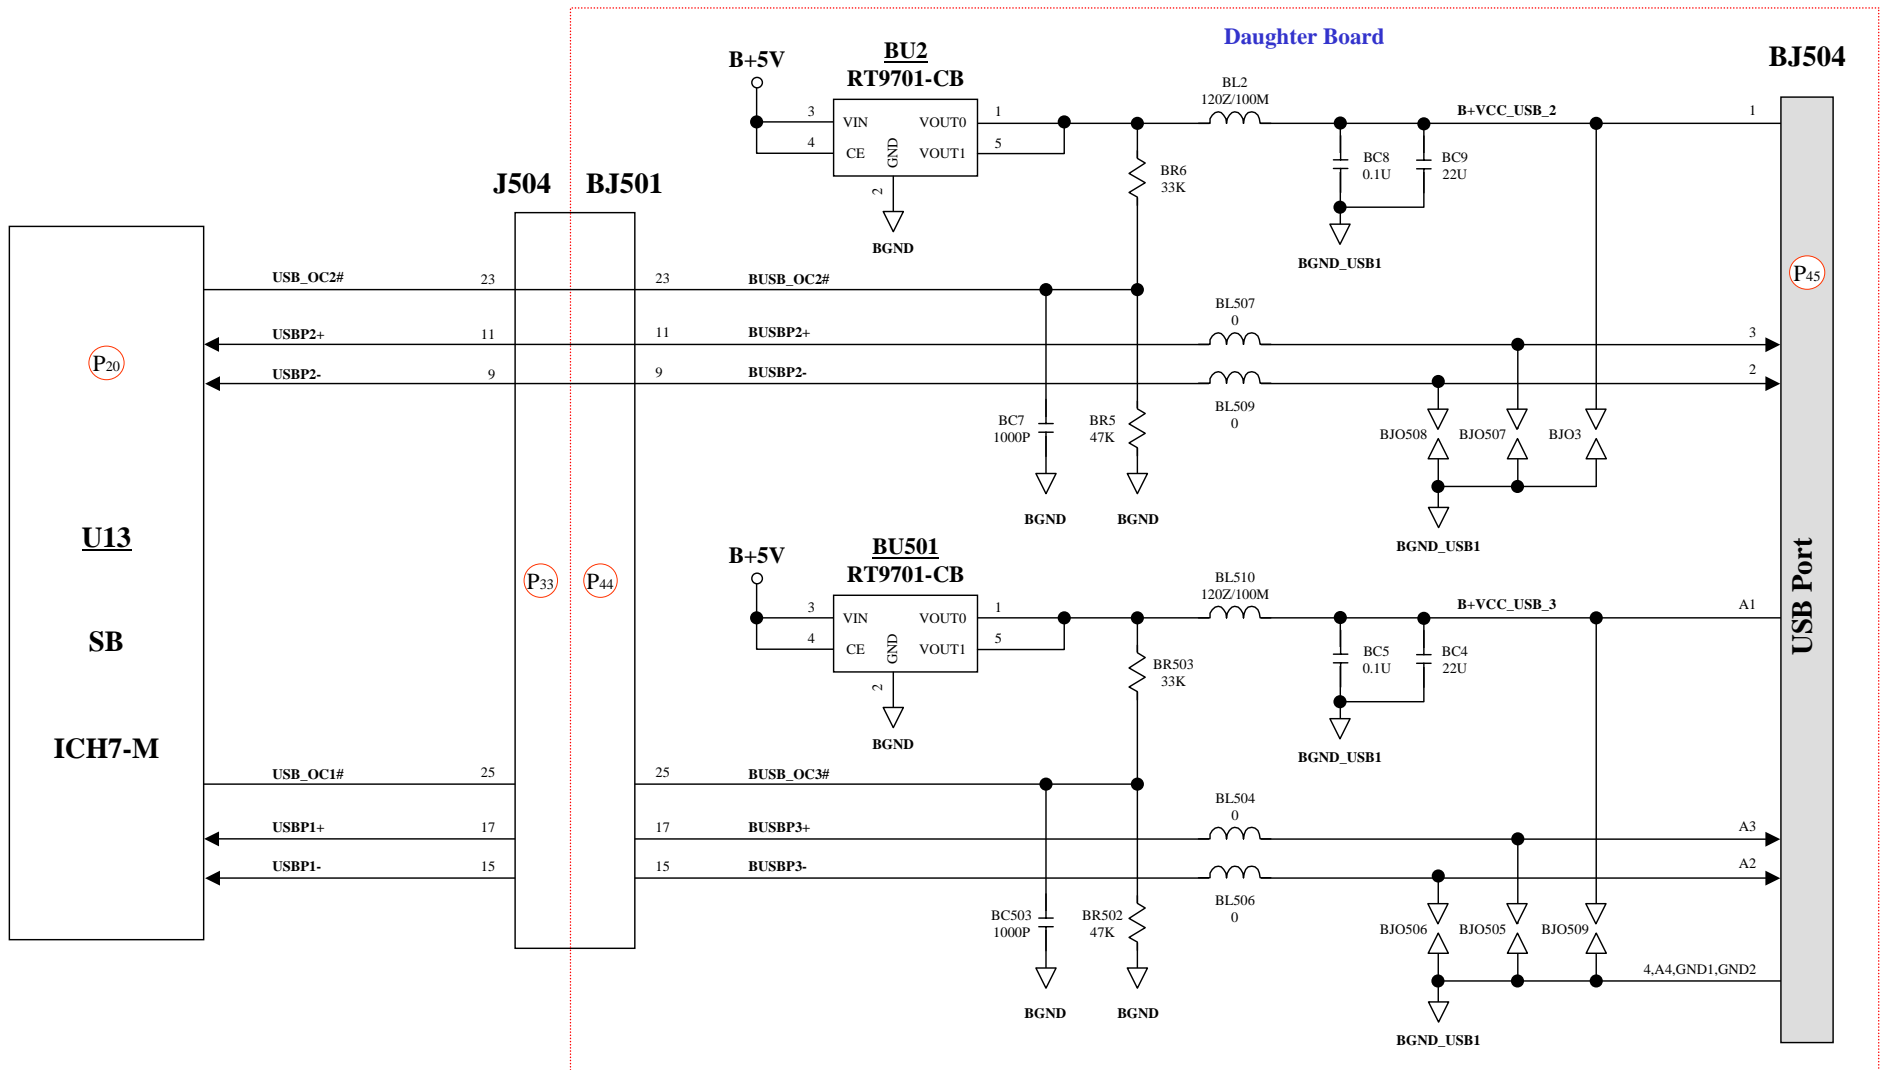 Daughter Board
BJ504
B+5V
BU2
RT9701-CB
3
VIN
VOUT0
1
4
CE
GND
VOUT1
5
2
BGND
BL2
120Z/100M
B+VCC_USB_2
1
BR6
33K
BC8
0.1U
BC9
22U
BGND_USB1
J504
BJ501
P45
USB_OC2#
23
23
BUSB_OC2#
BL507
0
USBP2+
11
11
BUSBP2+
3
P20
USBP2-
9
9
BUSBP2-
2
BL509
0
BC7
1000P
BR5
47K
BJO508
BJO507
BJO3
BGND
BGND
BGND_USB1
U13
SB
ICH7-M
P33
P44
USB Port
B+5V
BU501
RT9701-CB
3
VIN
VOUT0
1
4
CE
GND
VOUT1
5
2
BGND
BL510
120Z/100M
B+VCC_USB_3
A1
BR503
33K
BC5
0.1U
BC4
22U
BGND_USB1
USB_OC1#
25
25
BUSB_OC3#
BL504
0
USBP1+
17
17
BUSBP3+
A3
USBP1-
15
15
BUSBP3-
A2
BL506
0
BC503
1000P
BR502
47K
BJO506
BJO505
BJO509
4,A4,GND1,GND2
BGND
BGND
BGND_USB1